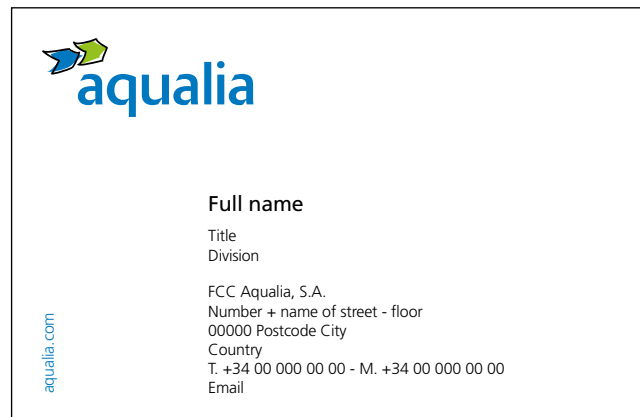 aqualia
Full name
Title
Division
FCC Aqualia, S.A.
Number + name of street - floor
00000 Postcode City
Country
T. +34 00 000 00 00 - M. +34 00 000 00 00
Email
aqualia.com